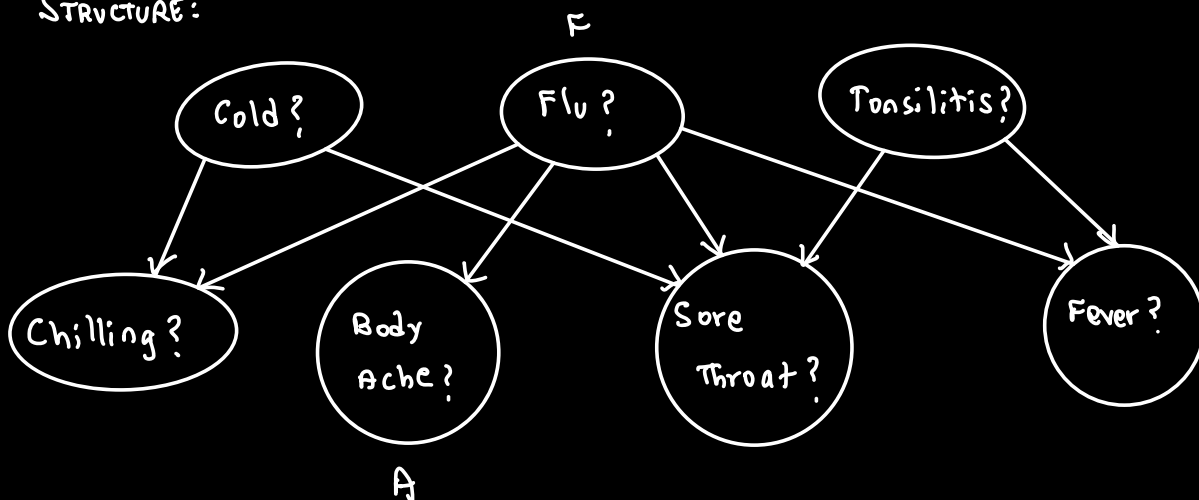 STRUCTURE:
F
Cold?
Flu?
Tonsilitis?
Chilling?
Body
Ache?
Sore
Throat?
Fever?
A